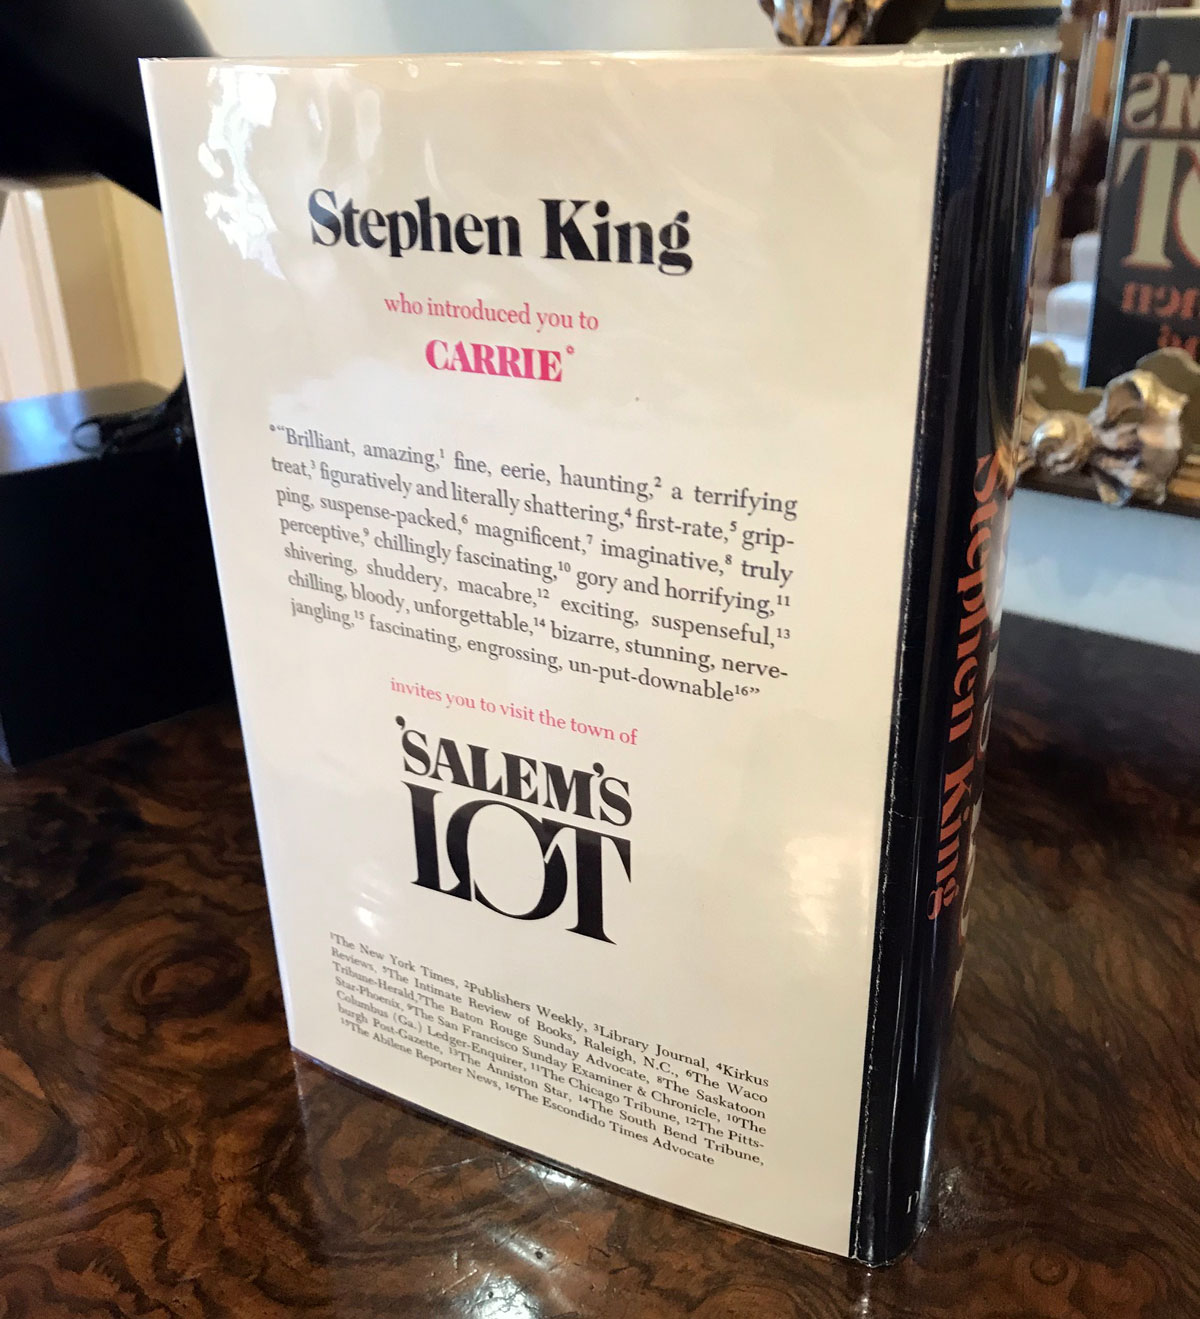 Stephen King
who introduced you to
CARRIE*
*“Brilliant, amazing,¹ fine, eerie, haunting,² a terrifying
treat,³ figuratively and literally shattering,⁴ first-rate,⁵ grip-
ping, suspense-packed,⁶ magnificent,⁷ imaginative,⁸ truly
perceptive,⁹ chillingly fascinating,¹⁰ gory and horrifying,¹¹
shivering, shuddery, macabre,¹² exciting, suspenseful,¹³
chilling, bloody, unforgettable,¹⁴ bizarre, stunning, nerve-
jangling,¹⁵ fascinating, engrossing, un-put-downable¹⁶”
invites you to visit the town of
’SALEM’S
LOT
¹The New York Times, ²Publishers Weekly, ³Library Journal, ⁴Kirkus
Reviews, ⁵The Intimate Review of Books, Raleigh, N.C., ⁶The Waco
Tribune-Herald,⁷The Baton Rouge Sunday Advocate, ⁸The Saskatoon
Star-Phoenix, ⁹The San Francisco Sunday Examiner & Chronicle, ¹⁰The
Columbus (Ga.) Ledger-Enquirer, ¹¹The Chicago Tribune, ¹²The Pitts-
burgh Post-Gazette, ¹³The Anniston Star, ¹⁴The South Bend Tribune,
¹⁵The Abilene Reporter News, ¹⁶The Escondido Times Advocate
Stephen King